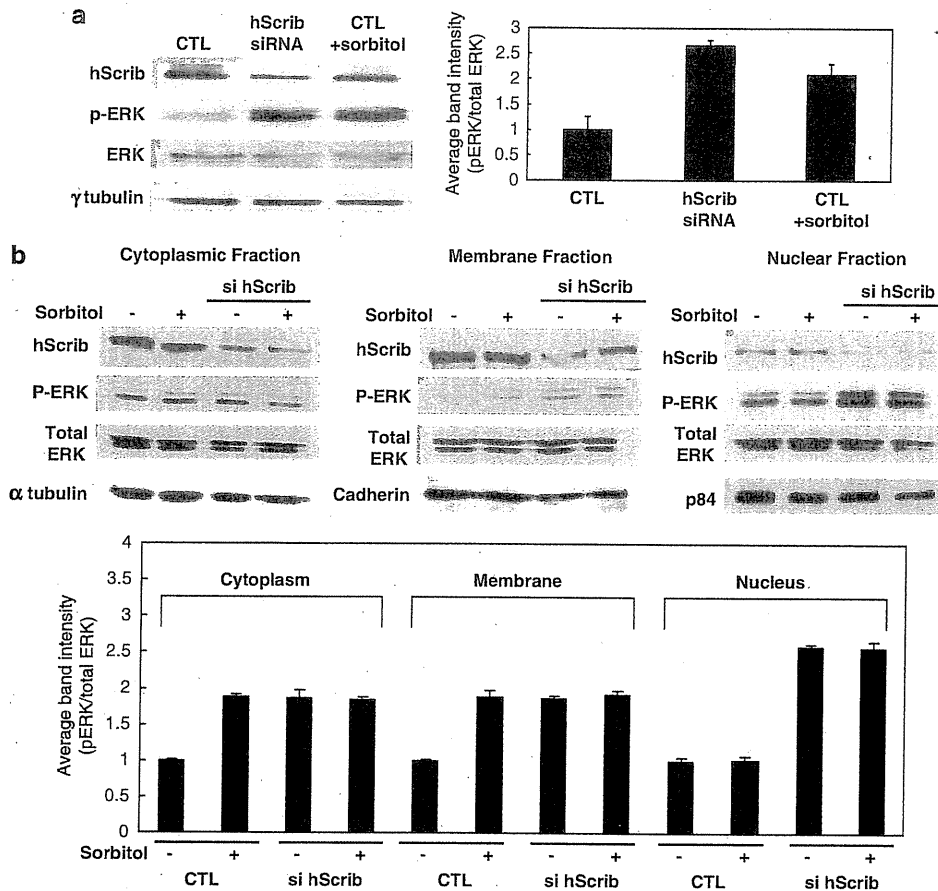 a
CTL
hScrib siRNA
CTL +sorbitol
hScrib
p-ERK
ERK
γ tubulin
Average band intensity (pERK/total ERK)
3
2.5
2
1.5
1
0.5
0
CTL
hScrib siRNA
CTL +sorbitol
b
Cytoplasmic Fraction
si hScrib
Sorbitol - + - +
hScrib
P-ERK
Total ERK
α tubulin
Membrane Fraction
si hScrib
Sorbitol - + - +
hScrib
P-ERK
Total ERK
Cadherin
Nuclear Fraction
si hScrib
Sorbitol - + - +
hScrib
P-ERK
Total ERK
p84
Average band intensity (pERK/total ERK)
4
3.5
3
2.5
2
1.5
1
0.5
0
Cytoplasm
Membrane
Nucleus
Sorbitol - + - + - + - + - + - +
CTL si hScrib CTL si hScrib CTL si hScrib